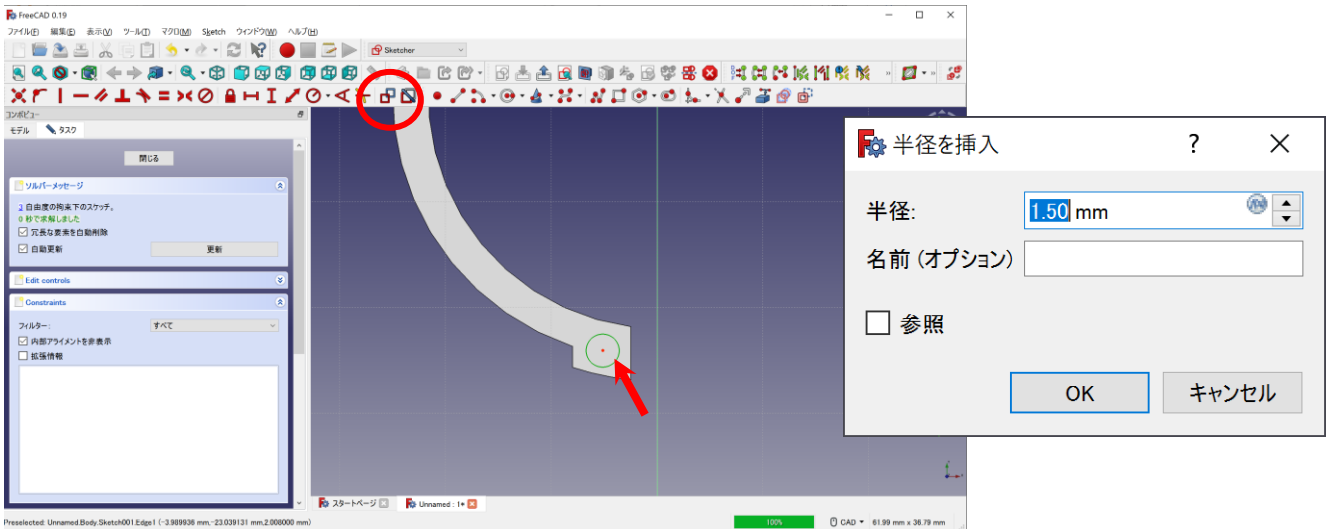 FreeCAD 0.19
ファイル(F) 編集(E) 表示(V) ツール(T) マクロ(M) Sketch ウィンドウ(W) ヘルプ(H)
Sketcher
コンボビュー
モデル タスク
閉じる
ソルバーメッセージ
3 自由度の拘束下のスケッチ。
0 秒で求解しました
冗長な要素を自動削除
自動更新 更新
Edit controls
Constraints
フィルター: すべて
内部アライメントを非表示
拡張情報
スタートページ Unnamed : 1*
Preselected: Unnamed.Body.Sketch001.Edge1 (-3.989936 mm,-23.039131 mm,2.008000 mm)
100% CAD 61.99 mm x 38.79 mm
半径を挿入 ?
半径: 1.50 mm
名前 (オプション)
参照
OK キャンセル